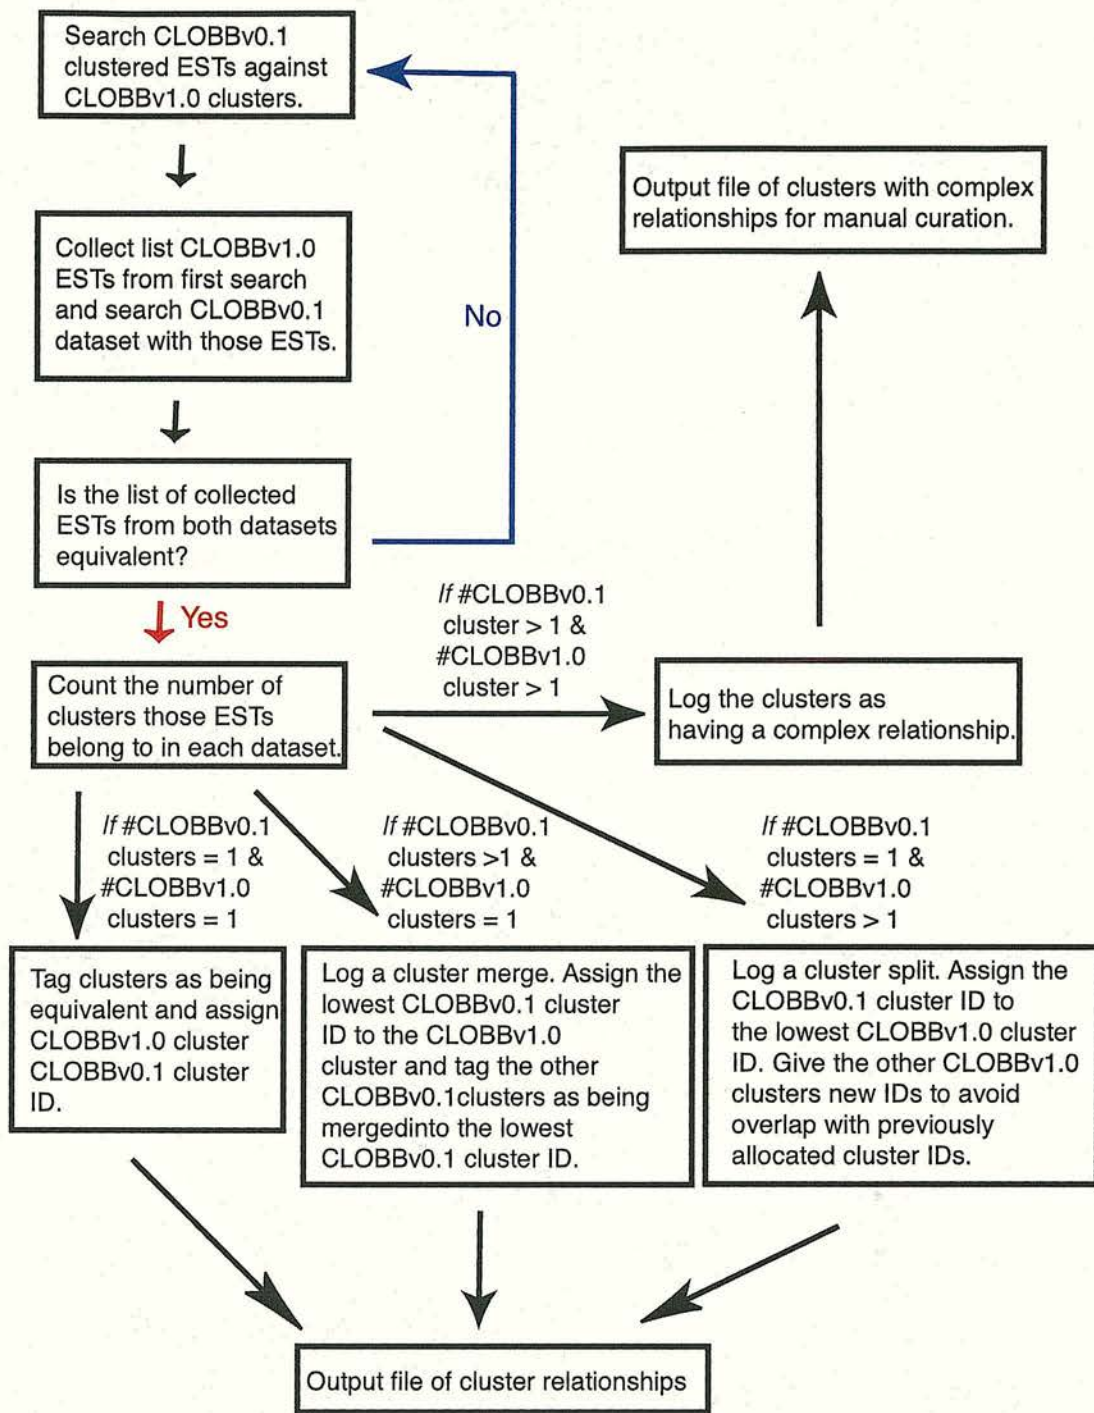 Search CLOBBv0.1
clustered ESTs against
CLOBBv1.0 clusters.
Output file of clusters with complex
relationships for manual curation.
Collect list CLOBBv1.0
ESTs from first search
and search CLOBBv0.1
dataset with those ESTs.
No
Is the list of collected
ESTs from both datasets
equivalent?
Yes
If #CLOBBv0.1
cluster > 1 &
#CLOBBv1.0
cluster > 1
Count the number of
clusters those ESTs
belong to in each dataset.
Log the clusters as
having a complex relationship.
If #CLOBBv0.1
clusters = 1 &
#CLOBBv1.0
clusters = 1
If #CLOBBv0.1
clusters >1 &
#CLOBBv1.0
clusters = 1
If #CLOBBv0.1
clusters = 1 &
#CLOBBv1.0
clusters > 1
Tag clusters as being
equivalent and assign
CLOBBv1.0 cluster
CLOBBv0.1 cluster
ID.
Log a cluster merge. Assign the
lowest CLOBBv0.1 cluster
ID to the CLOBBv1.0
cluster and tag the other
CLOBBv0.1clusters as being
mergedinto the lowest
CLOBBv0.1 cluster ID.
Log a cluster split. Assign the
CLOBBv0.1 cluster ID to
the lowest CLOBBv1.0 cluster
ID. Give the other CLOBBv1.0
clusters new IDs to avoid
overlap with previously
allocated cluster IDs.
Output file of cluster relationships